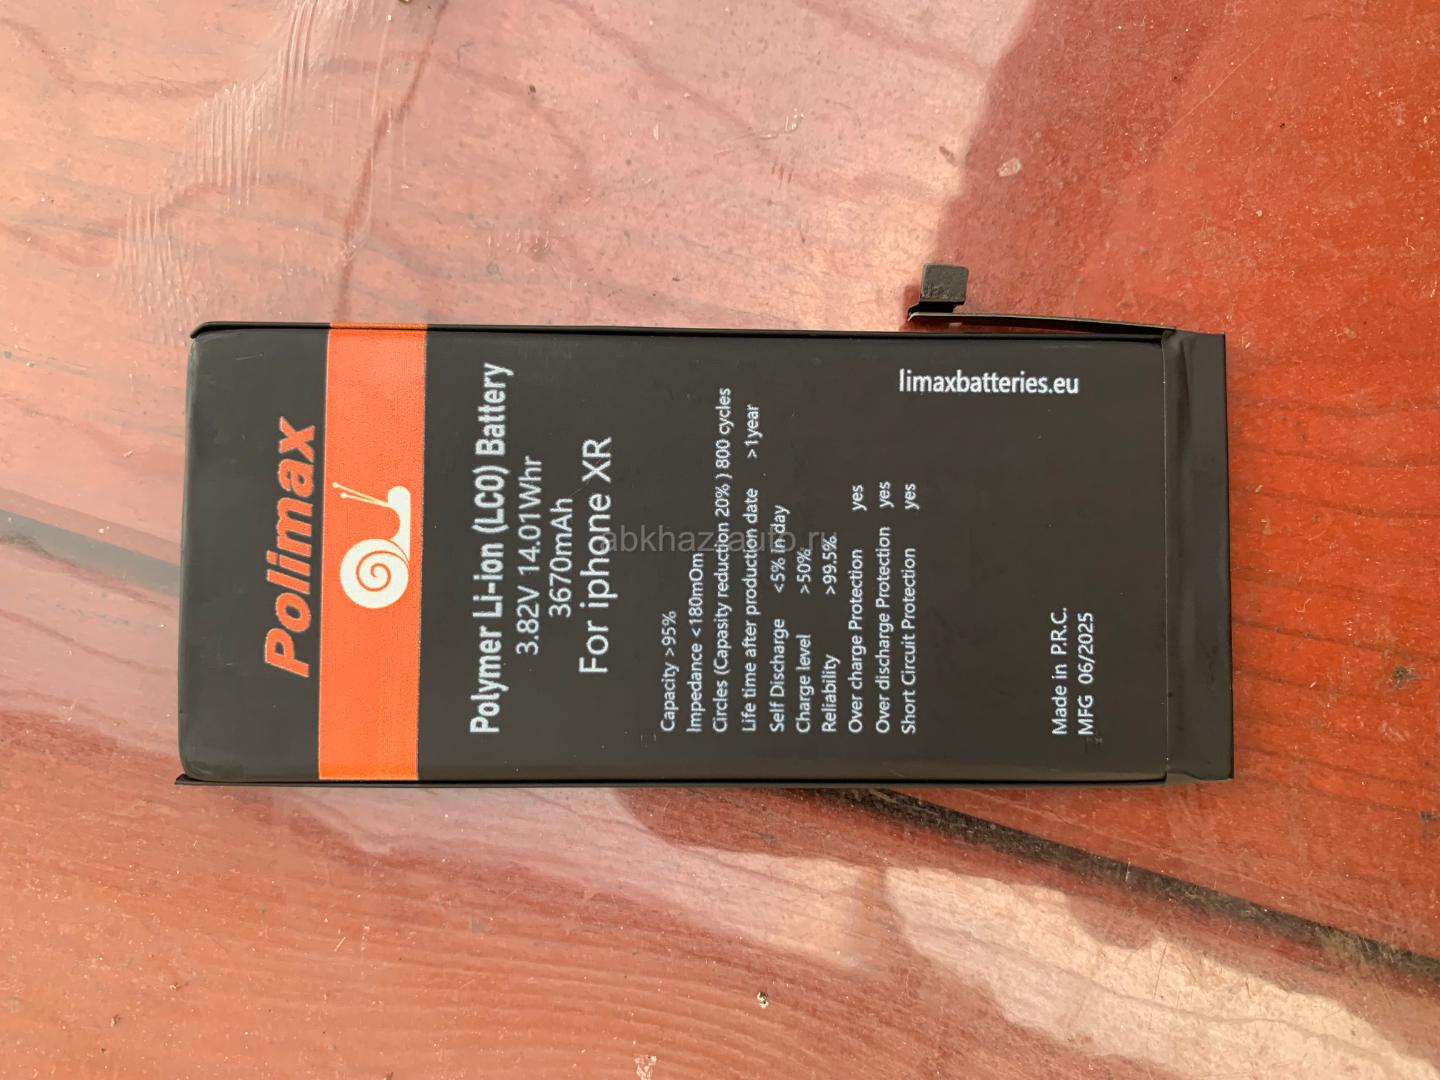 Polimax
Polymer Li-ion (LCO) Battery
3.82V 14.01Whr
3670mAh
For iphone XR
Capacity >95%
Impedance <180mOm
Circles (Capasity reduction 20% ) 800 cycles
Life time after production date >1year
Self Discharge <5% in day
Charge level >50%
Reliability >99.5%
Over charge Protection yes
Over discharge Protection yes
Short Circuit Protection yes
limaxbatteries.eu
Made in P.R.C.
MFG 06/2025
abkhaz-auto.ru